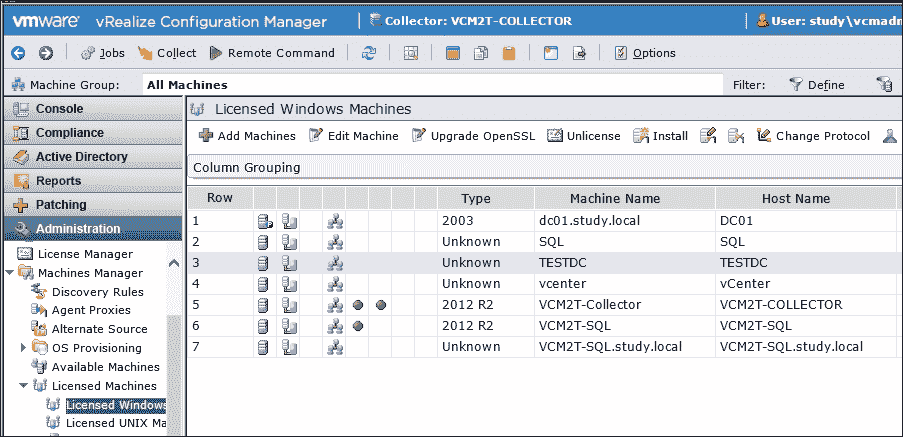 vmware vRealize Configuration Manager Collector: VCM2T-COLLECTOR User: study\vcmadm
Jobs Collect Remote Command Options
Machine Group: All Machines Filter: Define
Console
Compliance
Active Directory
Reports
Patching
Administration
License Manager
Machines Manager
Discovery Rules
Agent Proxies
Alternate Source
OS Provisioning
Available Machines
Licensed Machines
Licensed Windows
Licensed UNIX Ma
Licensed Windows Machines
Add Machines Edit Machine Upgrade OpenSSL Unlicense Install Change Protocol
Column Grouping
Row Type Machine Name Host Name
1 2003 dc01.study.local DC01
2 Unknown SQL SQL
3 Unknown TESTDC TESTDC
4 Unknown vcenter vCenter
5 2012 R2 VCM2T-Collector VCM2T-COLLECTOR
6 2012 R2 VCM2T-SQL VCM2T-SQL
7 Unknown VCM2T-SQL.study.local VCM2T-SQL.study.local